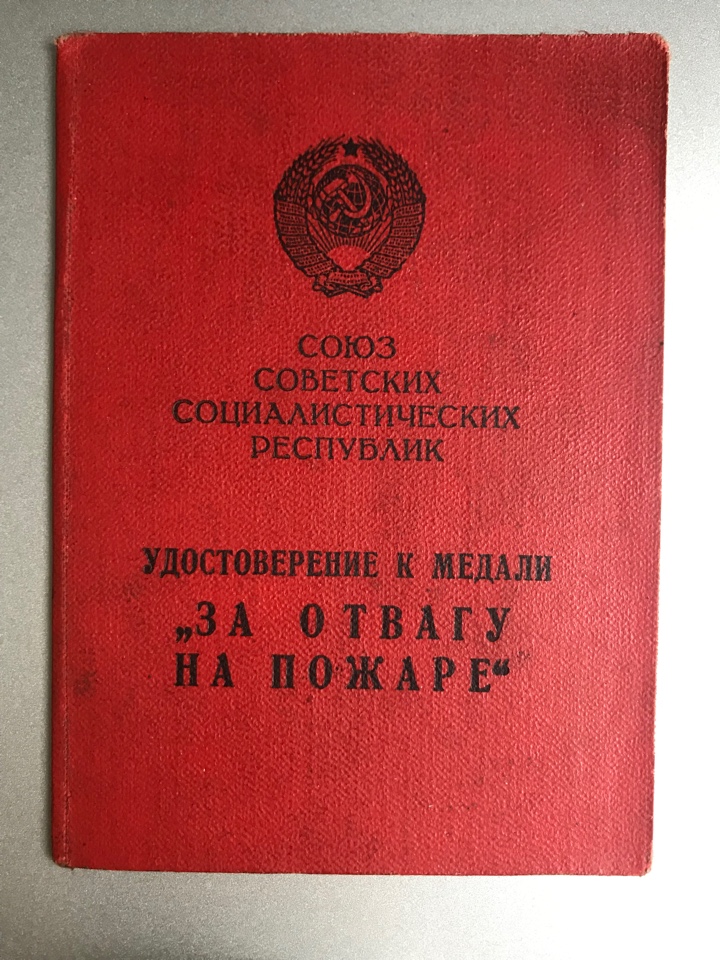 СОЮЗ
СОВЕТСКИХ
СОЦИАЛИСТИЧЕСКИХ
РЕСПУБЛИК
УДОСТОВЕРЕНИЕ К МЕДАЛИ
„ЗА ОТВАГУ
НА ПОЖАРЕ“